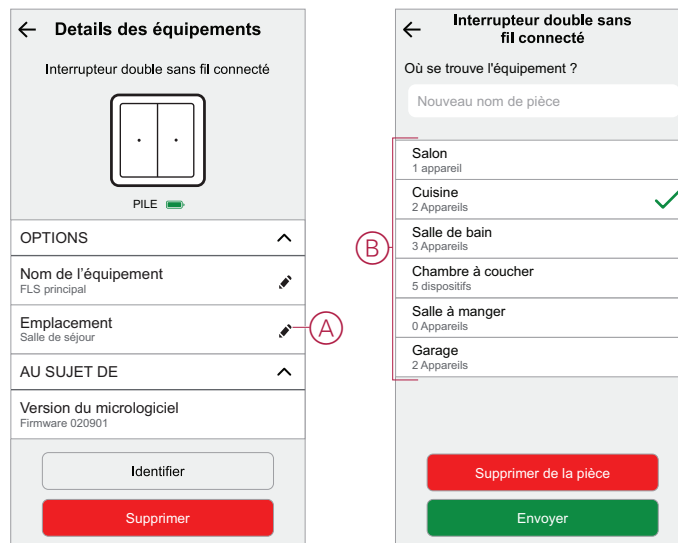 Details des équipements
Interrupteur double sans fil connecté
PILE
OPTIONS
Nom de l'équipement
FLS principal
Emplacement
Salle de séjour
A
AU SUJET DE
Version du micrologiciel
Firmware 020901
Identifier
Supprimer
Interrupteur double sans
fil connecté
Où se trouve l'équipement ?
Nouveau nom de pièce
B
Salon
1 appareil
Cuisine
2 Appareils
Salle de bain
3 Appareils
Chambre à coucher
5 dispositifs
Salle à manger
0 Appareils
Garage
2 Appareils
Supprimer de la pièce
Envoyer